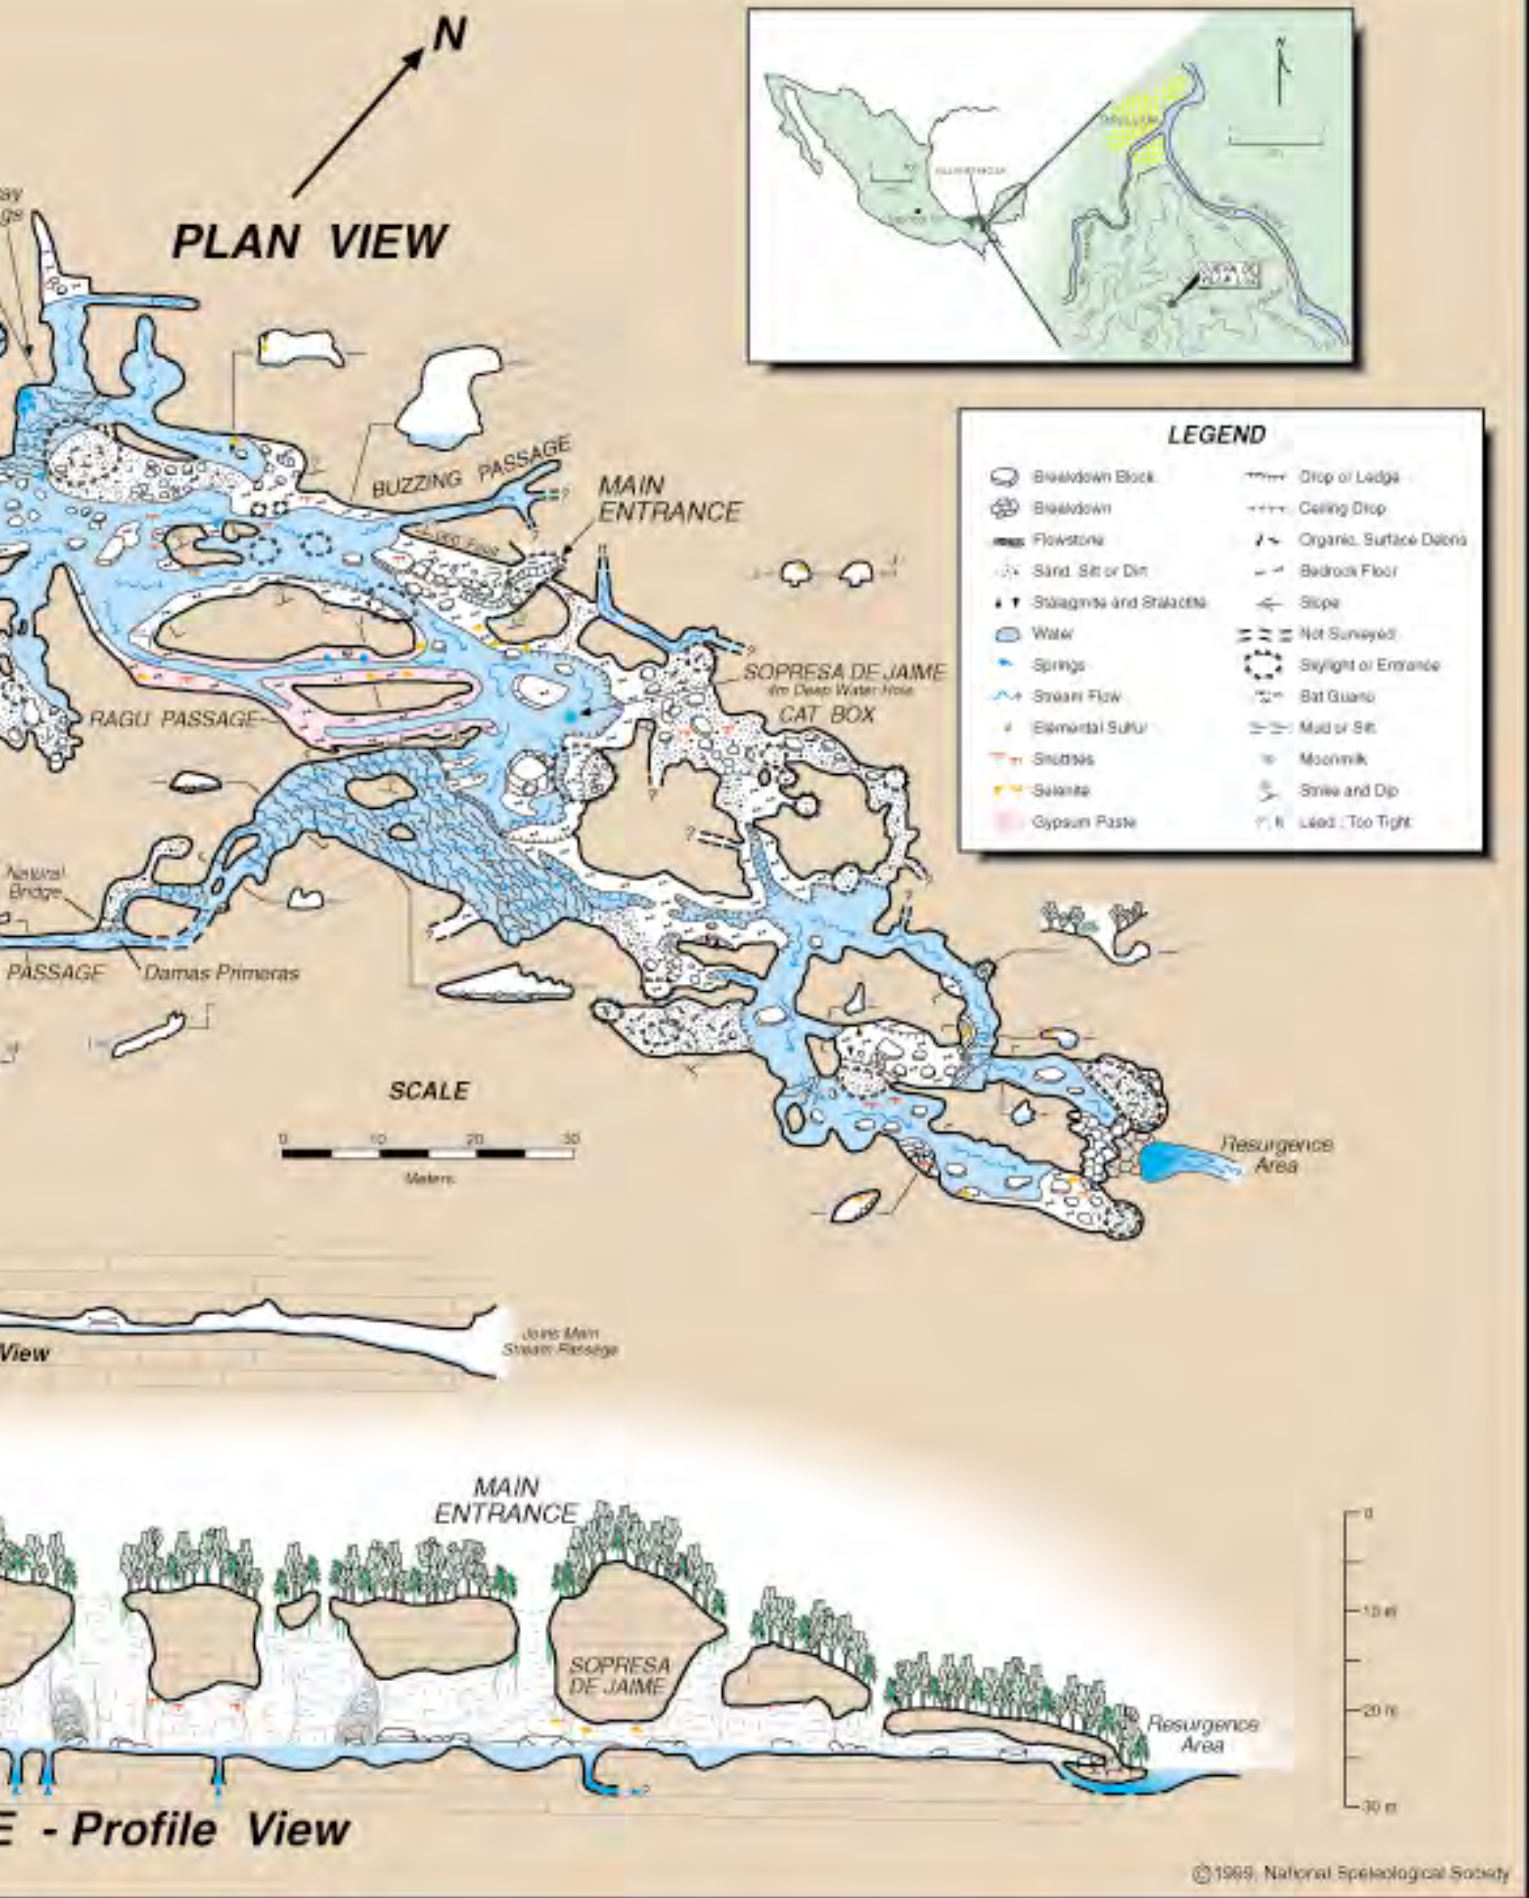 N
PLAN VIEW
N
LEGEND
Breakdown Block
Breakdown
Flowstone
Sand, Silt or Dirt
Stalagmite and Stalactite
Water
Springs
Stream Flow
Elemental Sulfur
Snottites
Selenite
Gypsum Paste
Drop or Ledge
Ceiling Drop
Organic, Surface Debris
Bedrock Floor
Slope
Not Surveyed
Skylight or Entrance
Bat Guano
Mud or Silt
Moonmilk
Strike and Dip
Lead , Too Tight
BUZZING PASSAGE
MAIN
ENTRANCE
SOPRESA DE JAIME
Deep Water Hole
CAT BOX
RAGU PASSAGE
Natural
Bridge
PASSAGE
Damas Primeras
SCALE
0 10 20 30
Meters
Resurgence
Area
Joins Main
Stream Passage
View
MAIN
ENTRANCE
SOPRESA
DE JAIME
Resurgence
Area
0
10 m
20 m
30 m
- Profile View
©1999, National Speleological Society